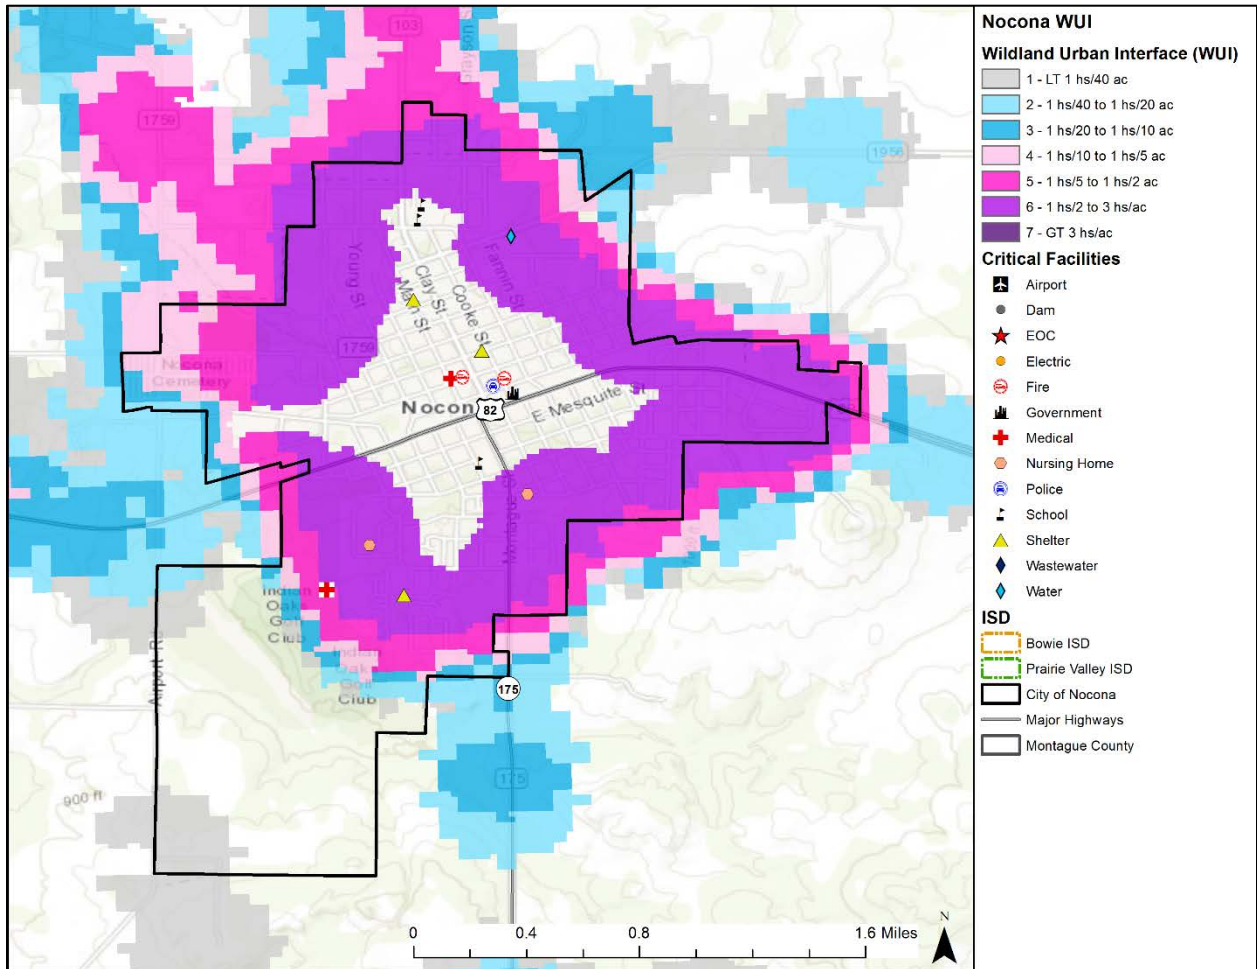 103
Grayson S
1759
1956
Young St
Clay St
Main St
Cooke St
Fannin St
1759
Nocona
Cemetery
Nocon
82
E Mesquite St
Indian
Oaks
Golf
Club
Indian
Oaks
Golf
Club
Airport Rd
175
175
900 ft
0 0.4 0.8 1.6 Miles
N
Nocona WUI
Wildland Urban Interface (WUI)
1 - LT 1 hs/40 ac
2 - 1 hs/40 to 1 hs/20 ac
3 - 1 hs/20 to 1 hs/10 ac
4 - 1 hs/10 to 1 hs/5 ac
5 - 1 hs/5 to 1 hs/2 ac
6 - 1 hs/2 to 3 hs/ac
7 - GT 3 hs/ac
Critical Facilities
Airport
Dam
EOC
Electric
Fire
Government
Medical
Nursing Home
Police
School
Shelter
Wastewater
Water
ISD
Bowie ISD
Prairie Valley ISD
City of Nocona
Major Highways
Montague County